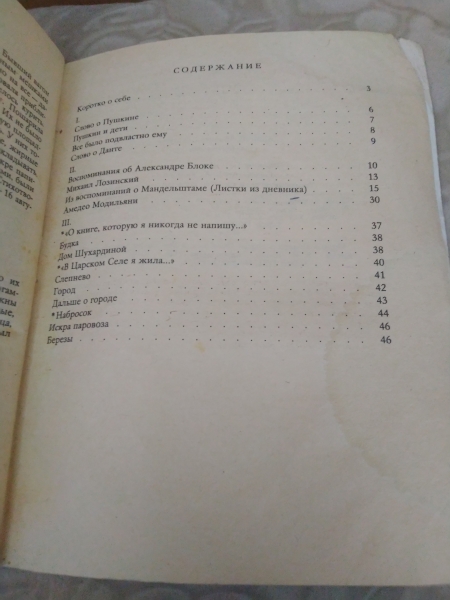 СОДЕРЖАНИЕ
Коротко о себе . . . 3
I.
*Слово о Пушкине . . . 6
Пушкин и дети . . . 7
Все было подвластно ему . . . 8
Слово о Данте . . . 9
II.
Воспоминания об Александре Блоке . . . 10
Михаил Лозинский . . . 13
Из воспоминаний о Мандельштаме (Листки из дневника) . . . 15
Амедео Модильяни . . . 30
III.
*«О книге, которую я никогда не напишу...» . . . 37
Будка . . . 38
Дом Шухардиной . . . 38
*«В Царском Селе я жила...» . . . 40
Слепнево . . . 41
Город . . . 42
Дальше о городе . . . 43
*Набросок . . . 44
Искра паровоза . . . 46
Березы . . . 46